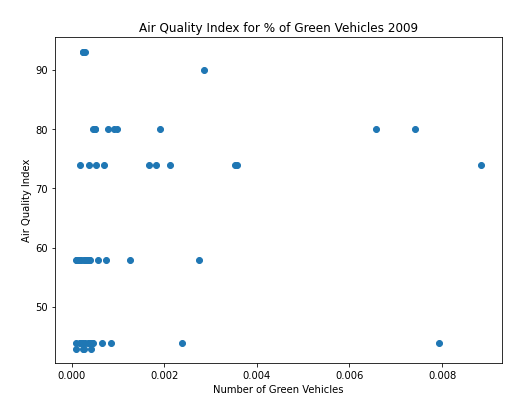 Air Quality Index for % of Green Vehicles 2009
90
80
70
60
50
Air Quality Index
0.000 0.002 0.004 0.006 0.008
Number of Green Vehicles